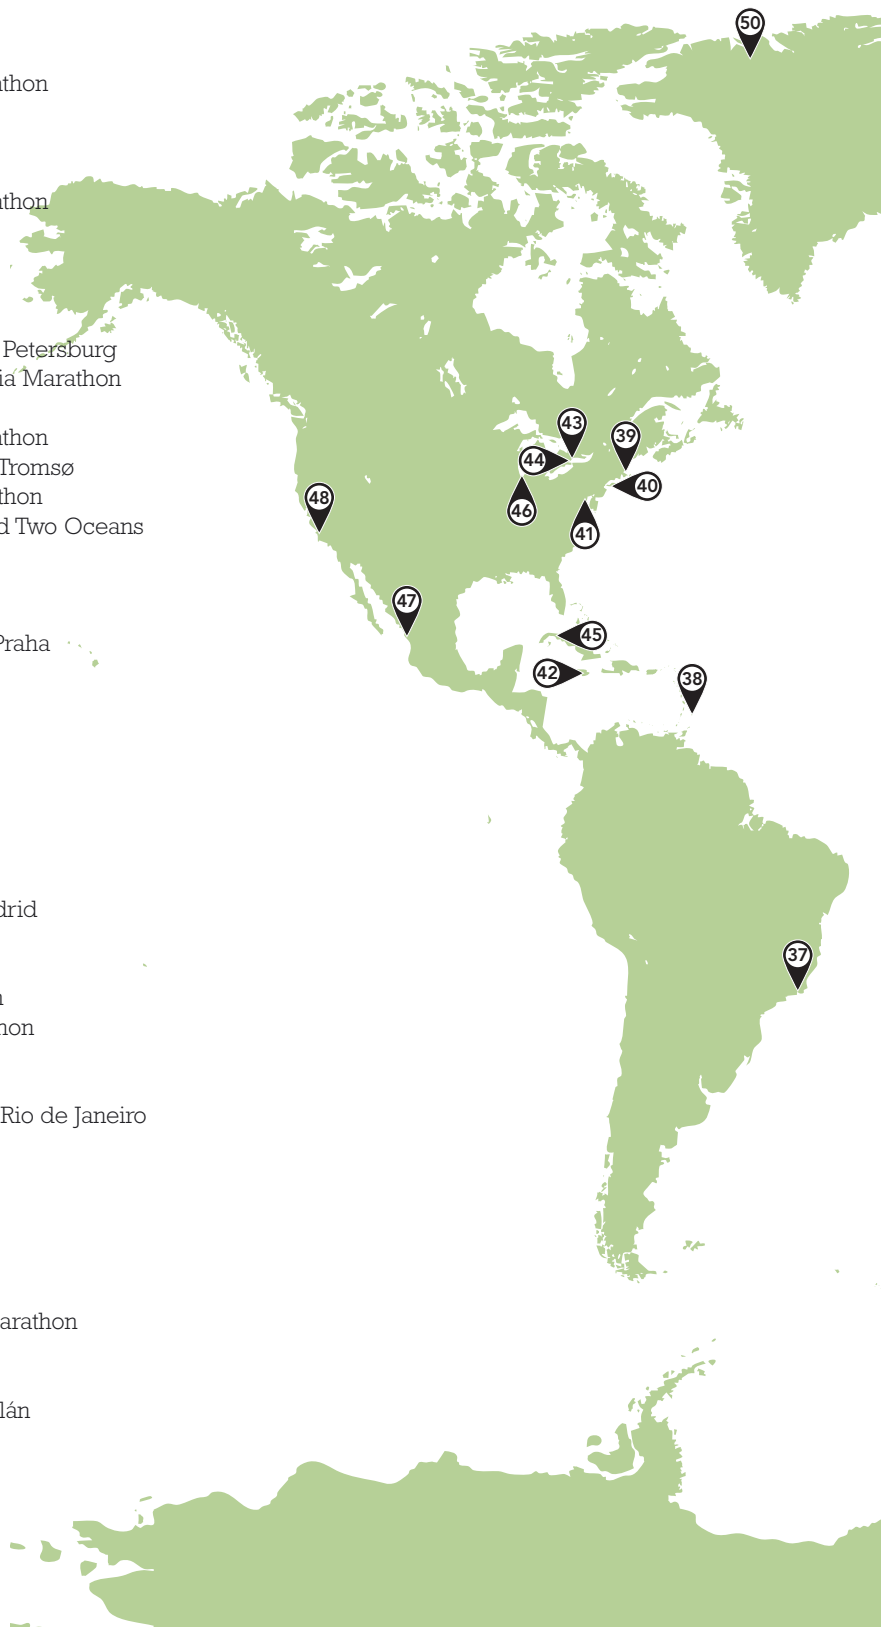 50
athon
athon
Petersburg
ia Marathon
athon
Tromsø
thon
d Two Oceans
Praha
drid
n
non
Rio de Janeiro
arathon
lán
43
39
44
40
48
46
41
47
45
42
38
37